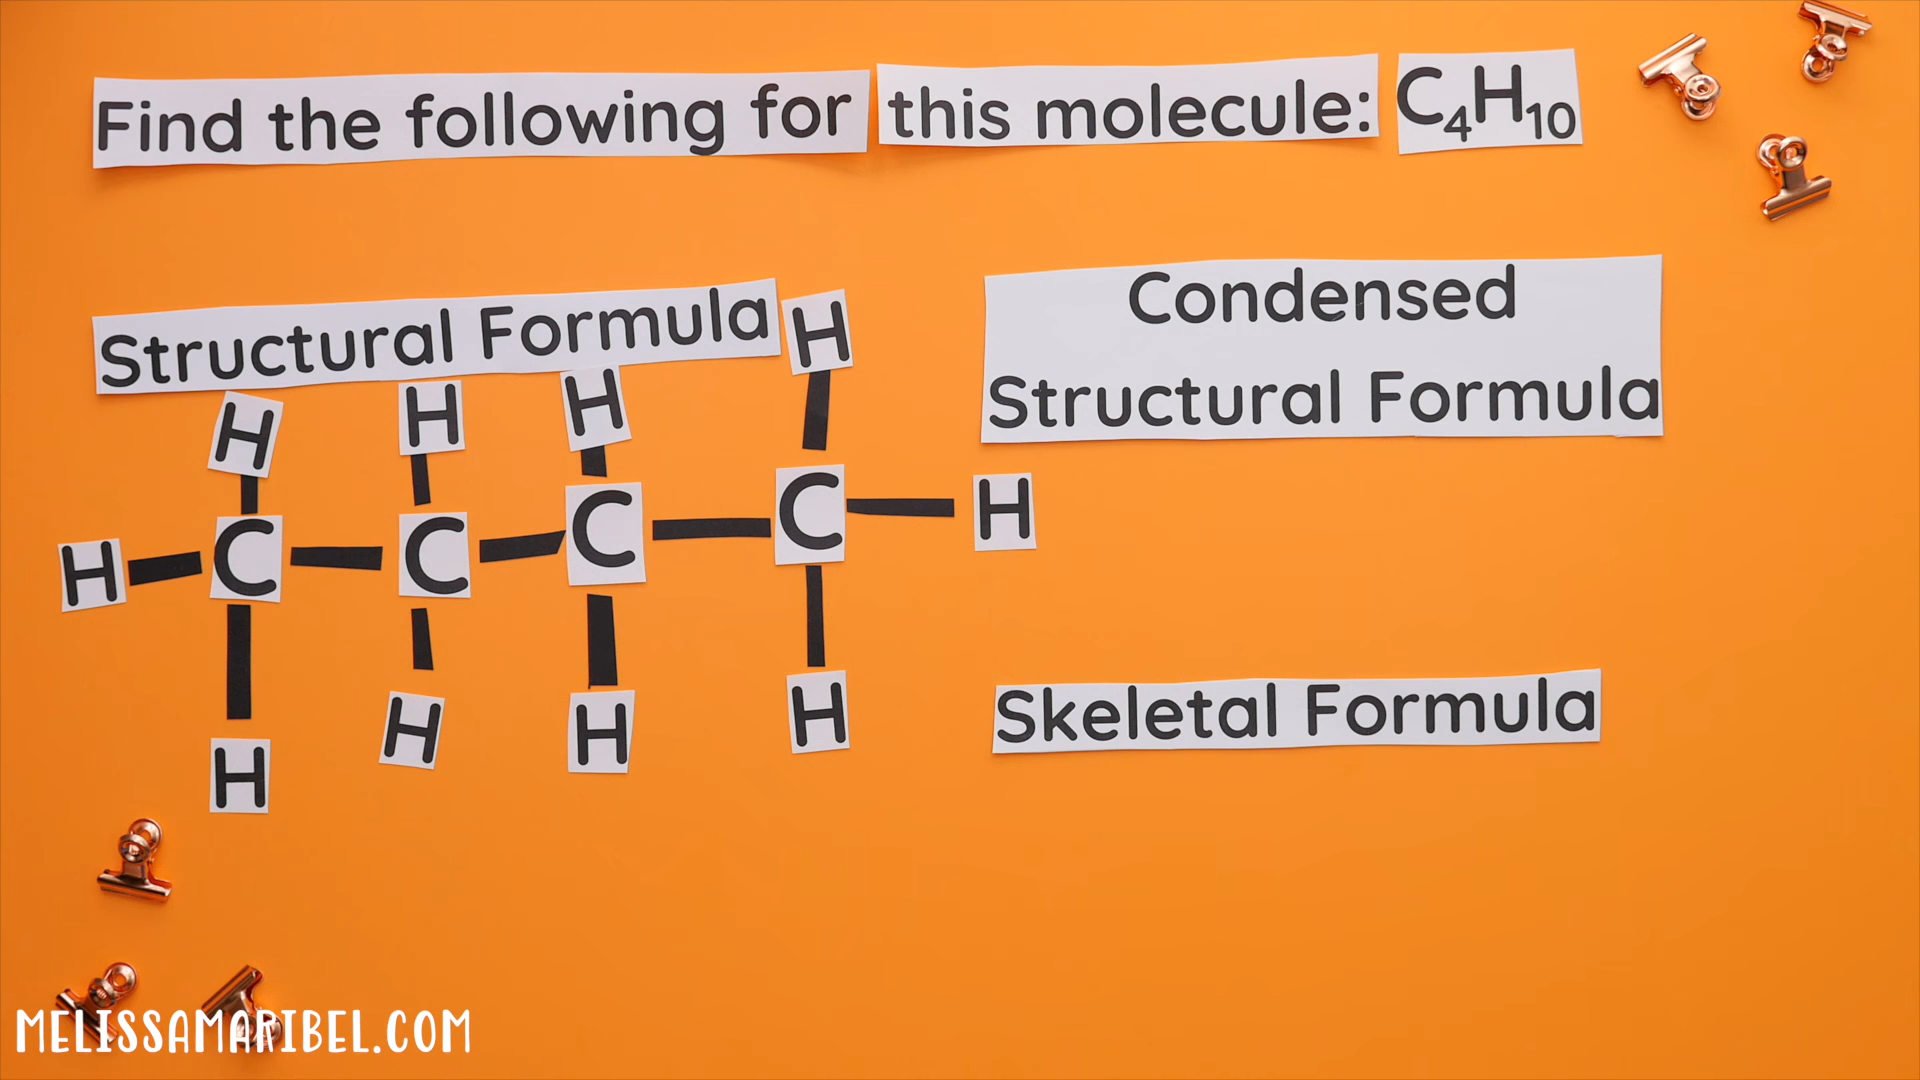 Find the following for this molecule: C₄H₁₀
Structural Formula
Condensed
Structural Formula
H
H H H
C C C C H
H
H H H
H
Skeletal Formula
MELISSAMARIBEL.COM